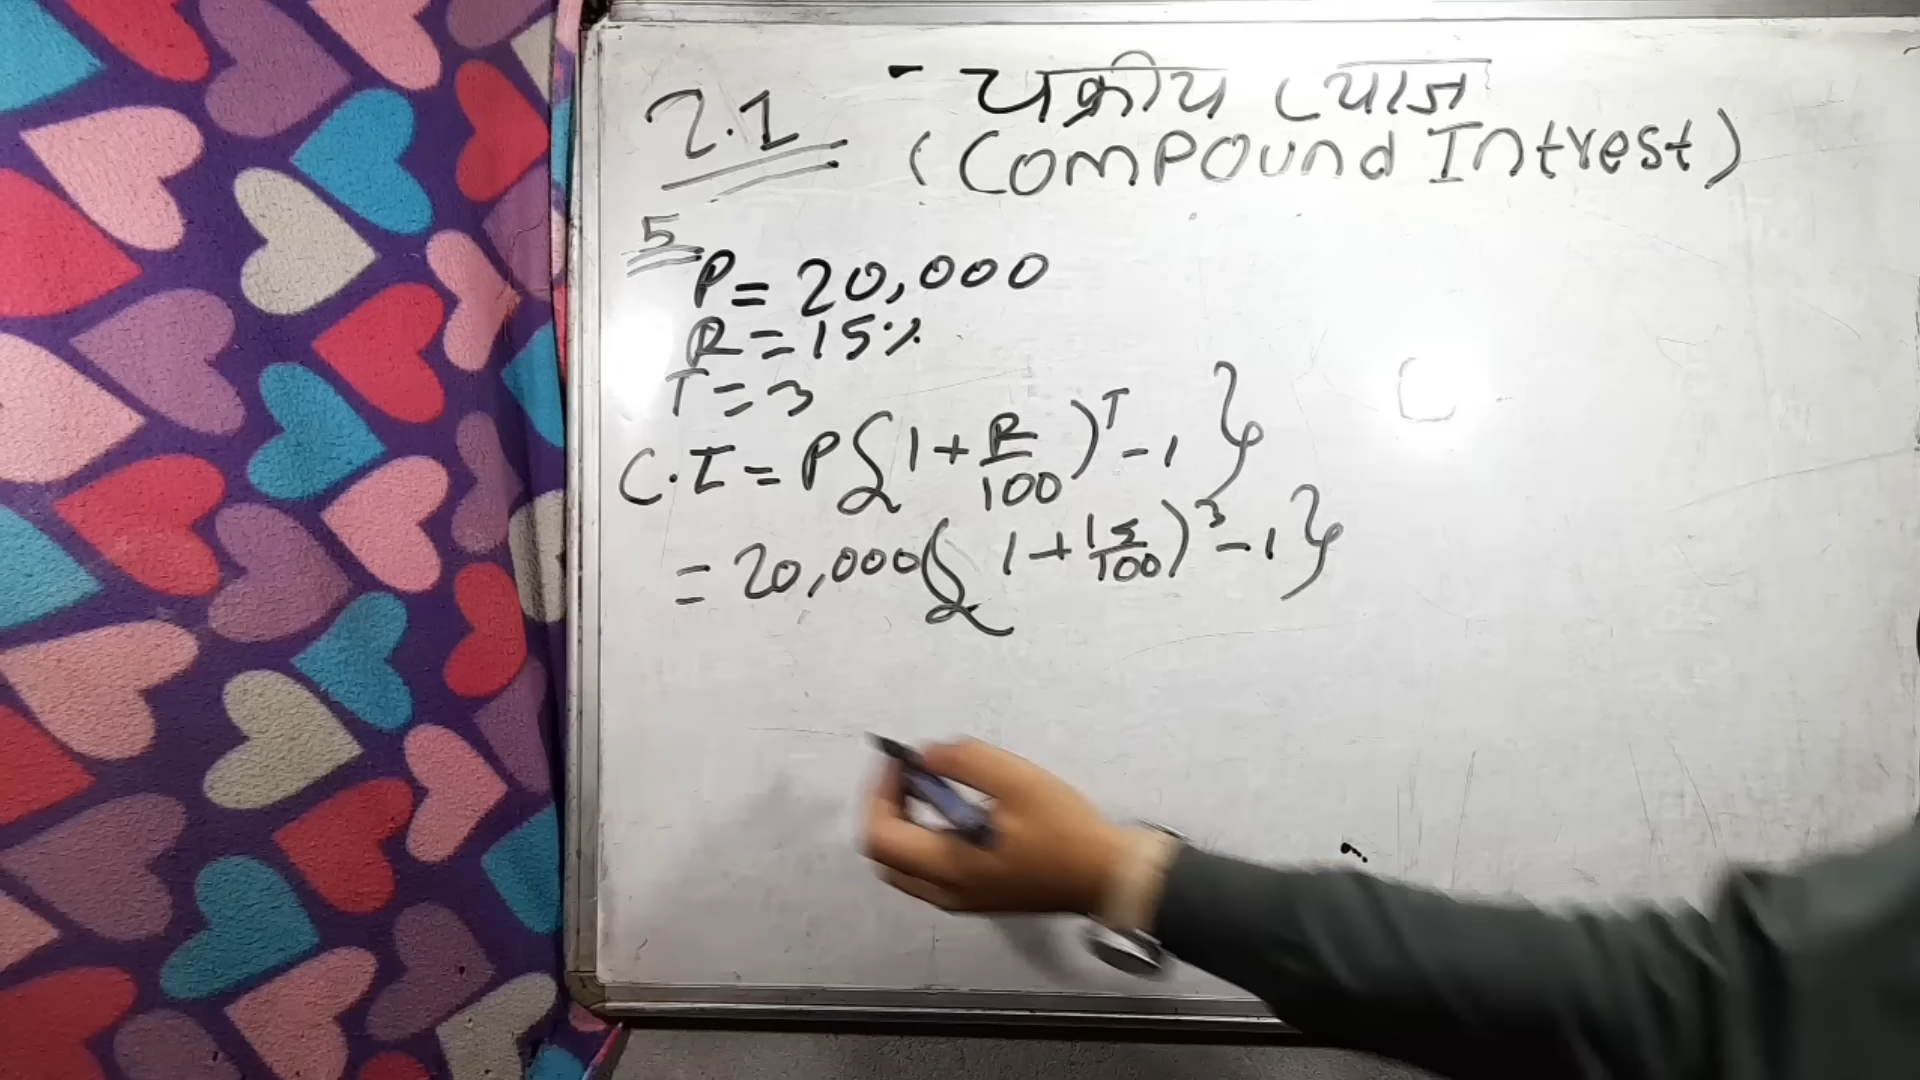 2.1 - चक्रीय ब्याज
(Compound Intrest)
5
P = 20,000
R = 15%
T = 3
C.I = P{1+R/100)^T - 1}
= 20,000({1+15/100)^3 - 1}